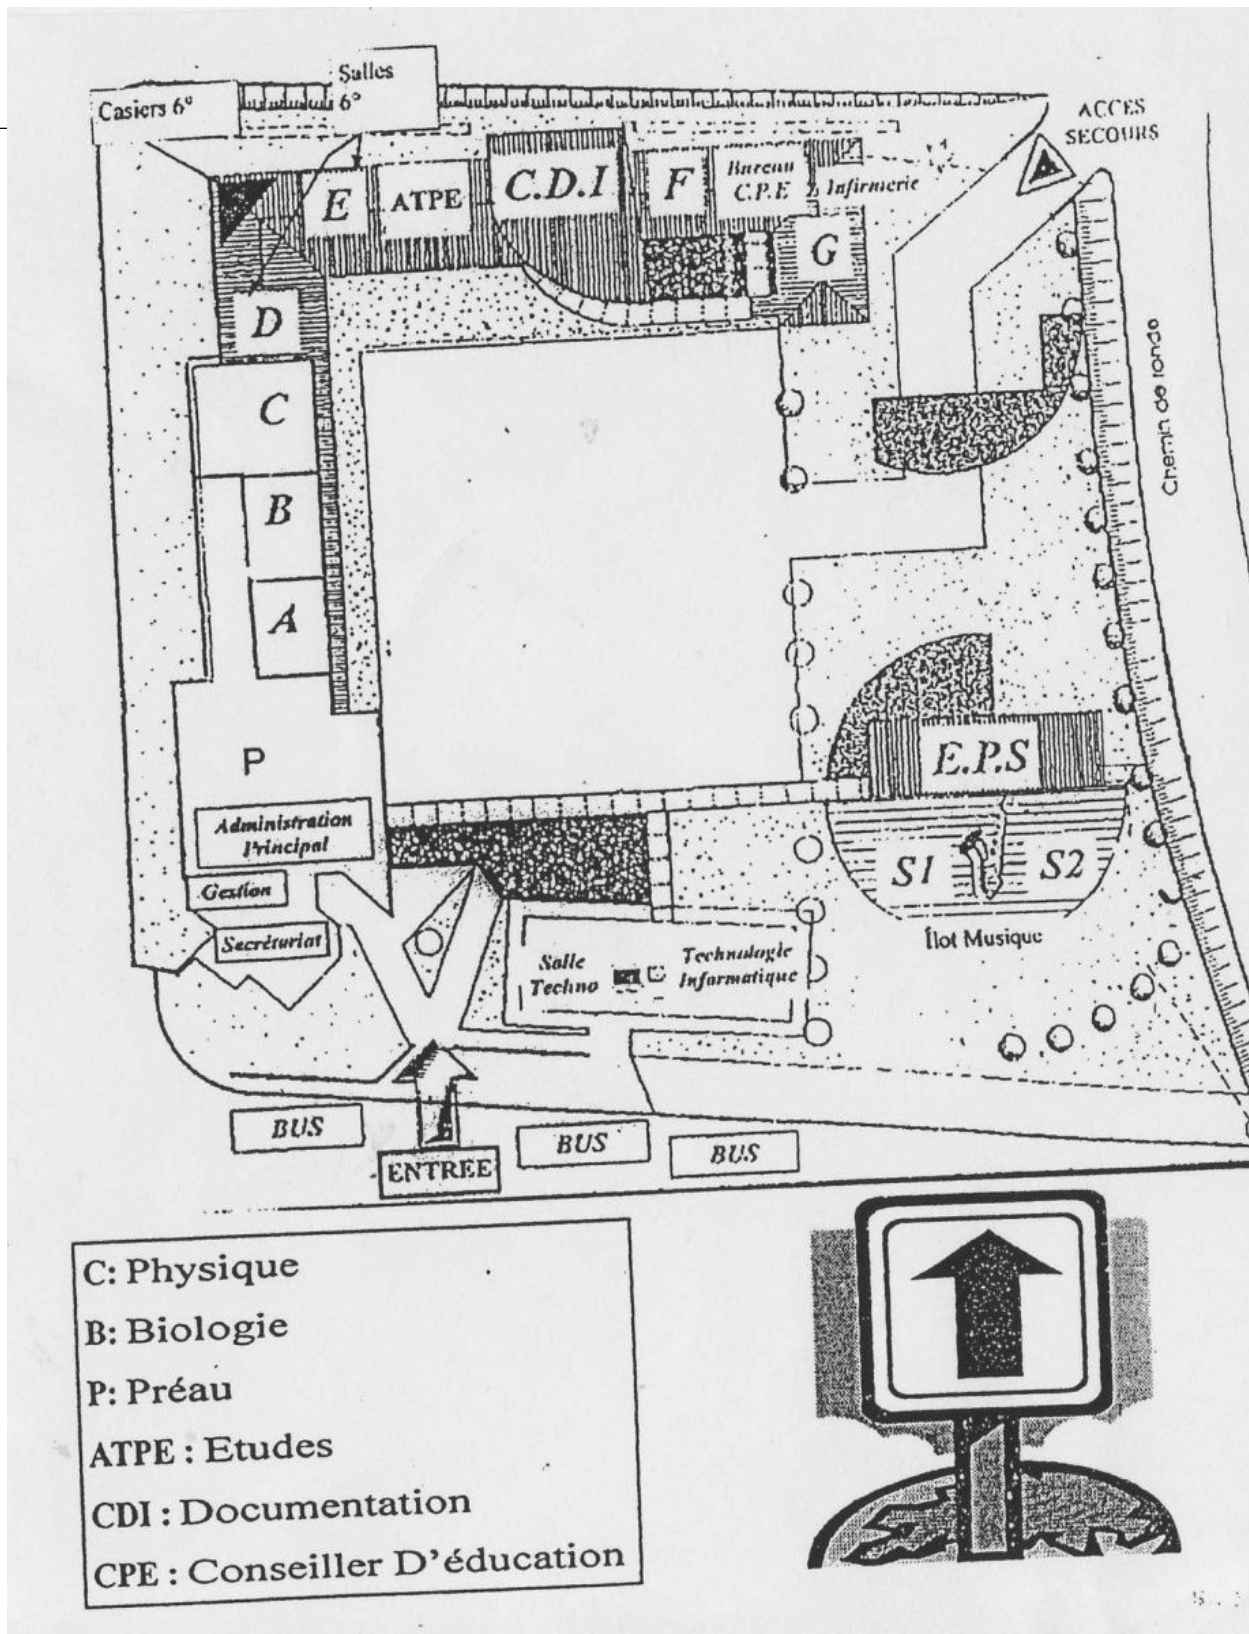 Casiers 6°
Salles
6°
ACCES
SECOURS
E
ATPE
C.D.I
F
Bureau
C.P.E
Infirmerie
G
D
C
B
A
Chemin de ronde
P
E.P.S
Administration
Principal
Gestion
Secrétariat
S1
S2
Îlot Musique
Salle
Techno
Technologie
Informatique
BUS
ENTREE
BUS
BUS
C: Physique
B: Biologie
P: Préau
ATPE : Etudes
CDI : Documentation
CPE : Conseiller D'éducation